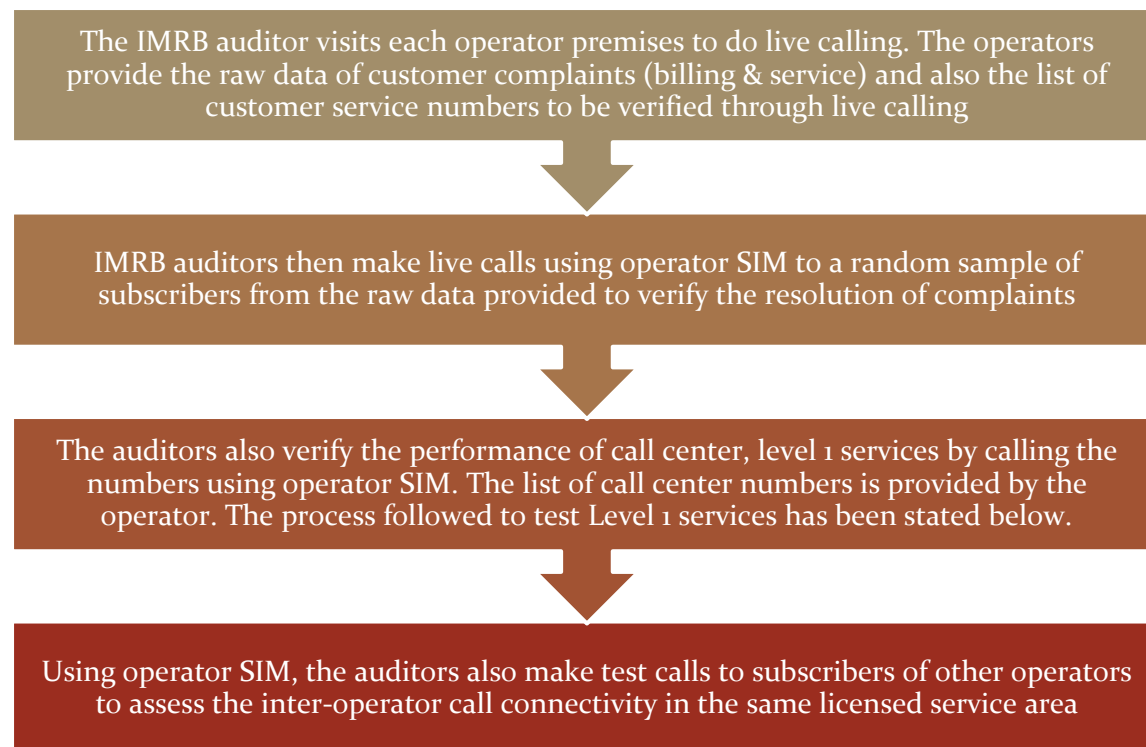 The IMRB auditor visits each operator premises to do live calling. The operators
provide the raw data of customer complaints (billing & service) and also the list of
customer service numbers to be verified through live calling
IMRB auditors then make live calls using operator SIM to a random sample of
subscribers from the raw data provided to verify the resolution of complaints
The auditors also verify the performance of call center, level 1 services by calling the
numbers using operator SIM. The list of call center numbers is provided by the
operator. The process followed to test Level 1 services has been stated below.
Using operator SIM, the auditors also make test calls to subscribers of other operators
to assess the inter-operator call connectivity in the same licensed service area